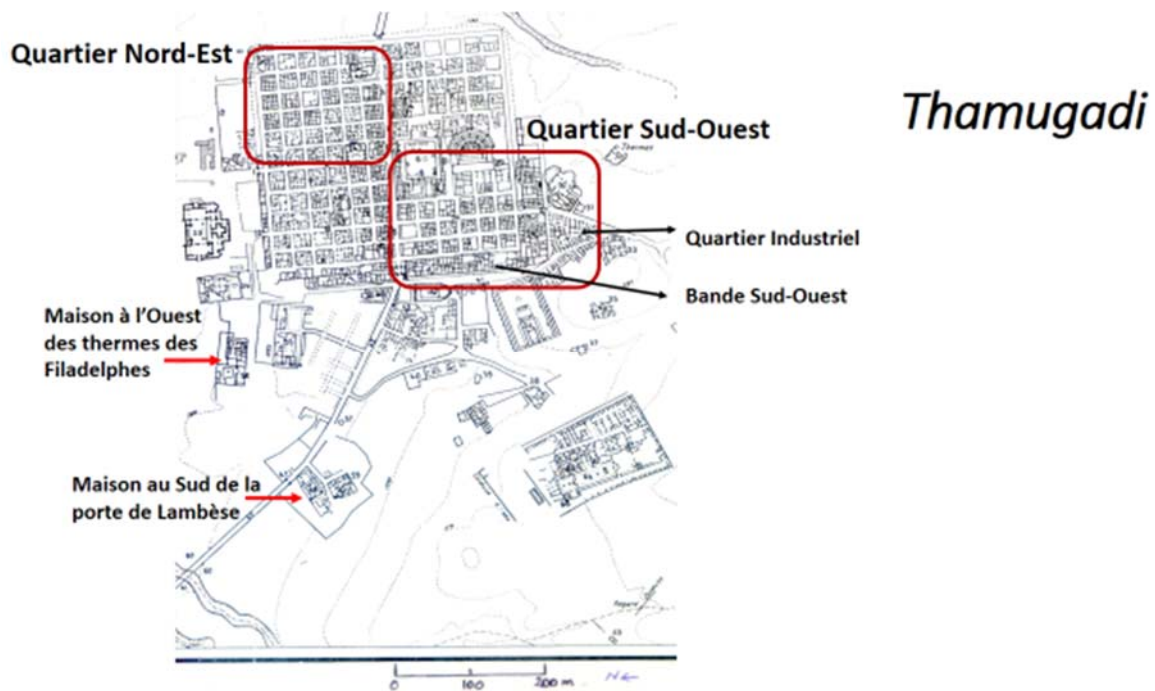 Quartier Nord-Est
Thamugadi
Quartier Sud-Ouest
Thermes
Quartier Industriel
Bande Sud-Ouest
Maison à l’Ouest
des thermes des
Filadelphes
Maison au Sud de la
porte de Lambèse
0 100 200 m